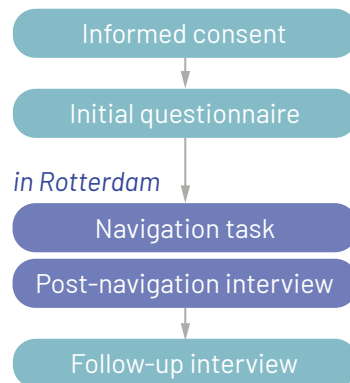 Informed consent
Initial questionnaire
in Rotterdam
Navigation task
Post-navigation interview
Follow-up interview